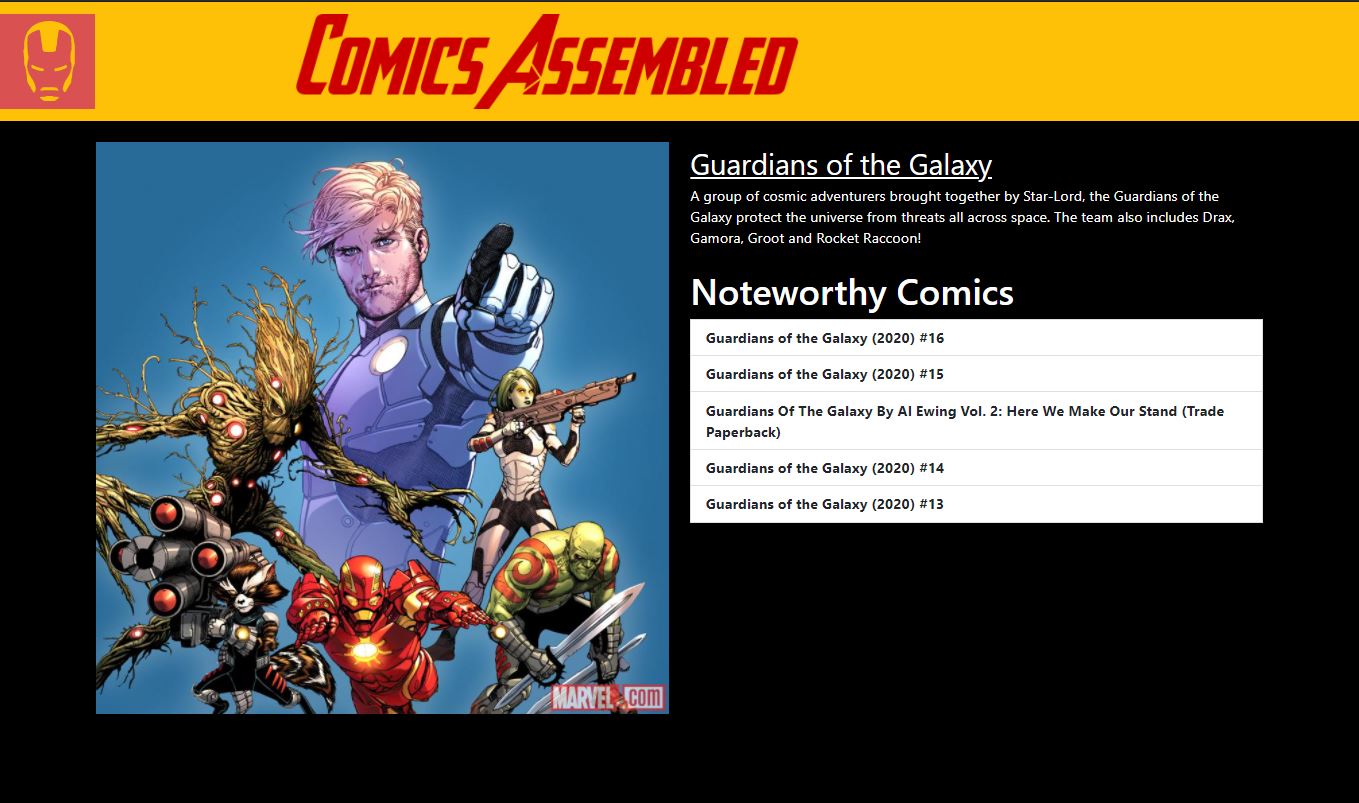 COMICS ASSEMBLED
Guardians of the Galaxy
A group of cosmic adventurers brought together by Star-Lord, the Guardians of the
Galaxy protect the universe from threats all across space. The team also includes Drax,
Gamora, Groot and Rocket Raccoon!
Noteworthy Comics
Guardians of the Galaxy (2020) #16
Guardians of the Galaxy (2020) #15
Guardians Of The Galaxy By Al Ewing Vol. 2: Here We Make Our Stand (Trade
Paperback)
Guardians of the Galaxy (2020) #14
Guardians of the Galaxy (2020) #13
MARVEL.com